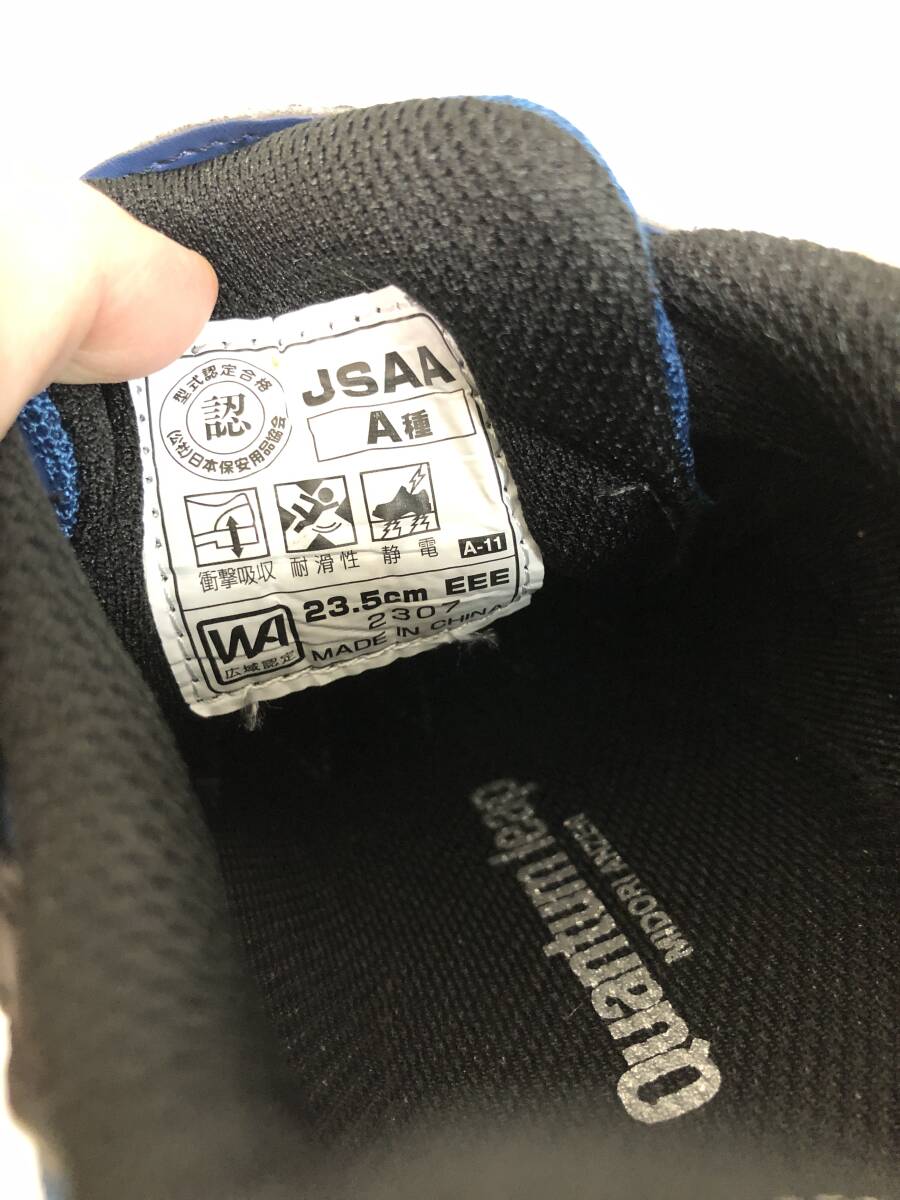 型式認定合格
認
(公社)日本保安用品協会
JSAA
A種
衝撃吸収
耐滑性
静電
A-11
WA
広域認定
23.5cm EEE
2307
MADE IN CHINA
Quantum leap
MIDORI ANZEN